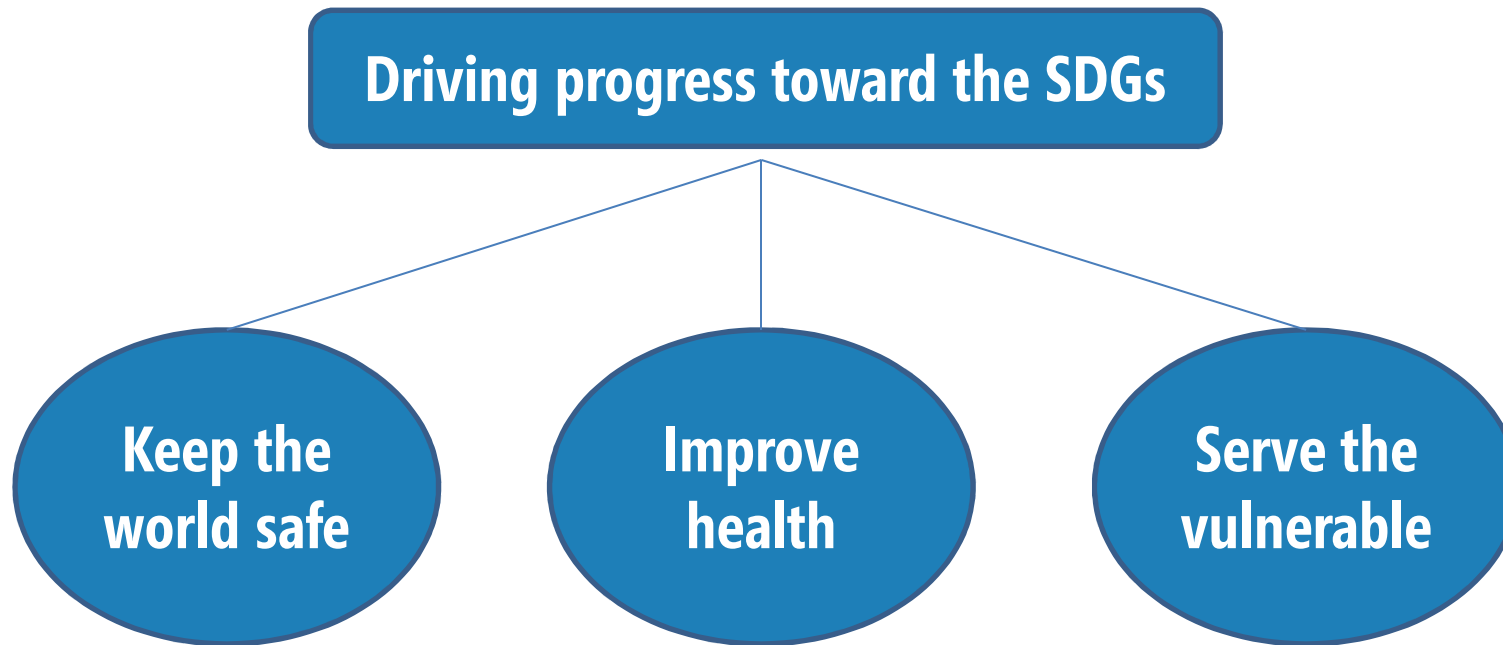 Driving progress toward the SDGs
Keep the
world safe
Improve
health
Serve the
vulnerable